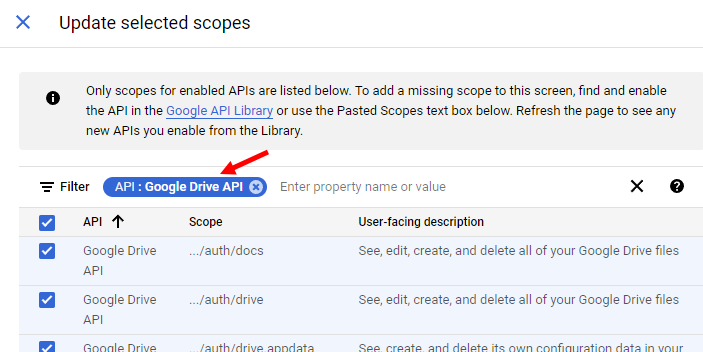 Update selected scopes
Only scopes for enabled APIs are listed below. To add a missing scope to this screen, find and enable
the API in the Google API Library or use the Pasted Scopes text box below. Refresh the page to see any
new APIs you enable from the Library.
Filter API : Google Drive API Enter property name or value
API Scope User-facing description
Google Drive API .../auth/docs See, edit, create, and delete all of your Google Drive files
Google Drive API .../auth/drive See, edit, create, and delete all of your Google Drive files
Google Drive .../auth/drive.appdata See, create, and delete its own configuration data in your